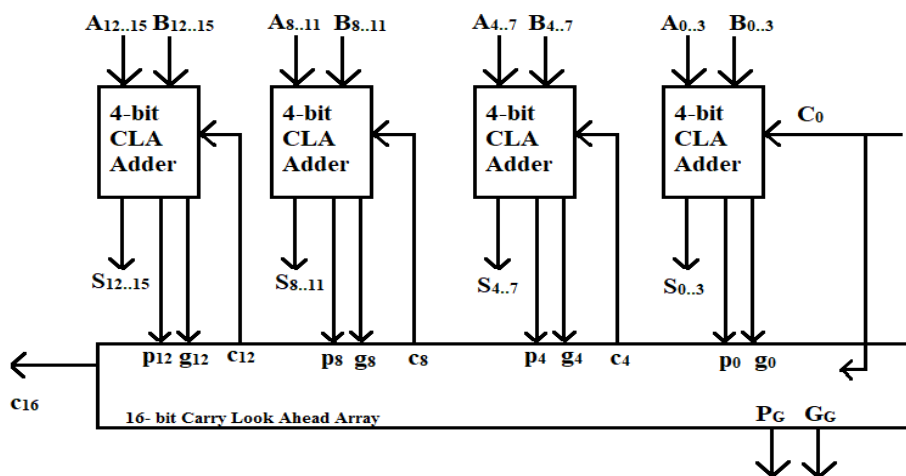 A12..15 B12..15 A8..11 B8..11 A4..7 B4..7 A0..3 B0..3
4-bit CLA Adder
4-bit CLA Adder
4-bit CLA Adder
4-bit CLA Adder
C0
S12..15 S8..11 S4..7 S0..3
p12 g12 c12 p8 g8 c8 p4 g4 c4 p0 g0
c16
16- bit Carry Look Ahead Array
PG GG